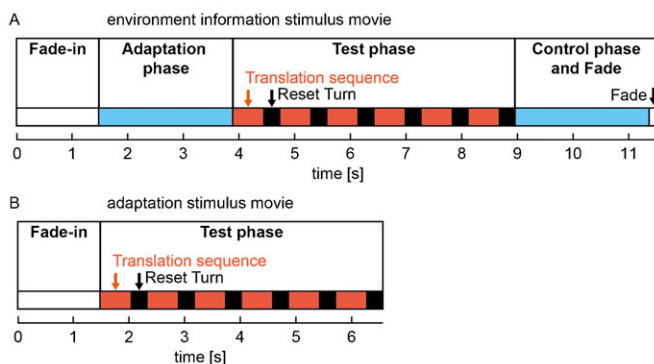 A environment information stimulus movie
Fade-in Adaptation phase Test phase Control phase and Fade
Translation sequence
Reset Turn
Fade
0 1 2 3 4 5 6 7 8 9 10 11
time [s]
B adaptation stimulus movie
Fade-in Test phase
Translation sequence
Reset Turn
0 1 2 3 4 5 6
time [s]